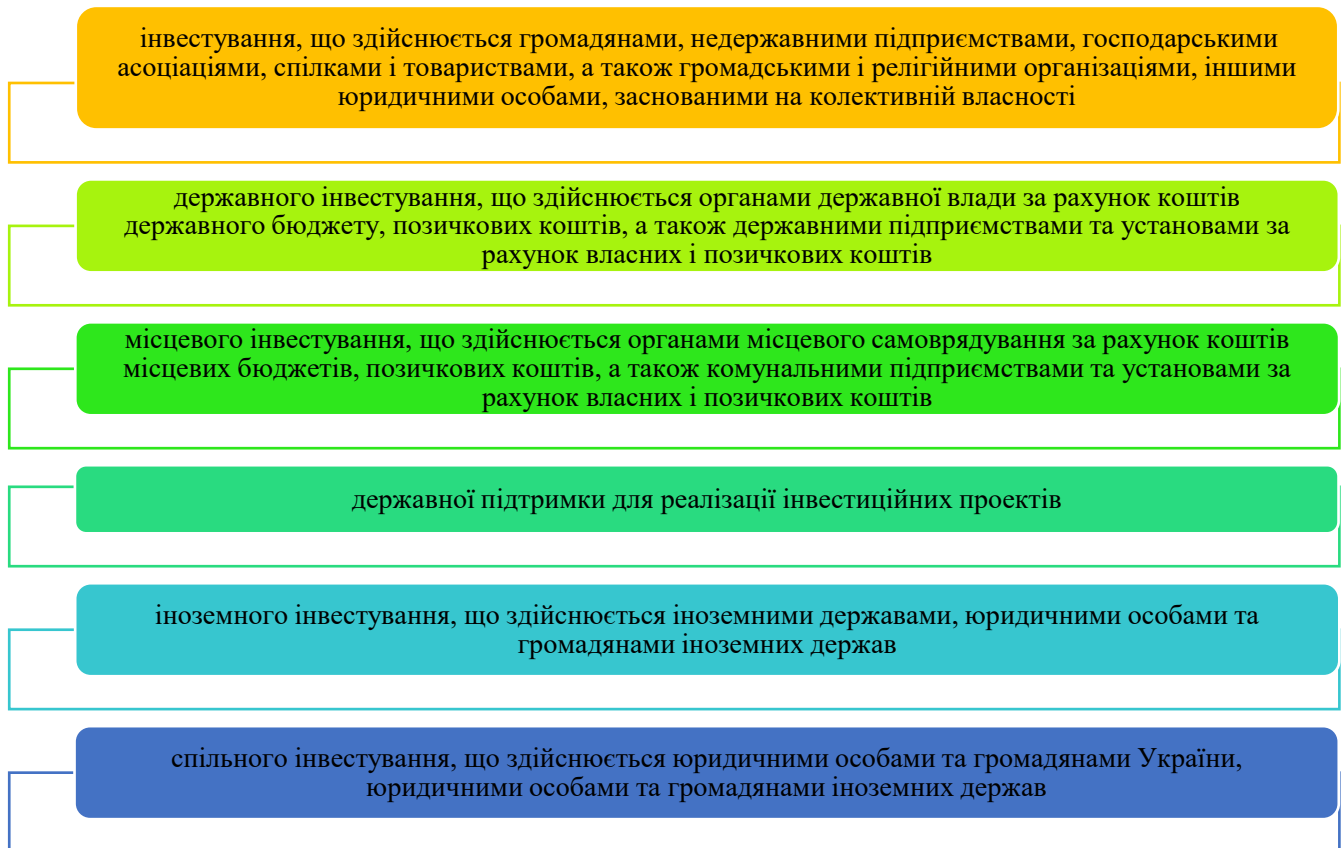 інвестування, що здійснюється громадянами, недержавними підприємствами, господарськими
асоціаціями, спілками і товариствами, а також громадськими і релігійними організаціями, іншими
юридичними особами, заснованими на колективній власності
державного інвестування, що здійснюється органами державної влади за рахунок коштів
державного бюджету, позичкових коштів, а також державними підприємствами та установами за
рахунок власних і позичкових коштів
місцевого інвестування, що здійснюється органами місцевого самоврядування за рахунок коштів
місцевих бюджетів, позичкових коштів, а також комунальними підприємствами та установами за
рахунок власних і позичкових коштів
державної підтримки для реалізації інвестиційних проектів
іноземного інвестування, що здійснюється іноземними державами, юридичними особами та
громадянами іноземних держав
спільного інвестування, що здійснюється юридичними особами та громадянами України,
юридичними особами та громадянами іноземних держав